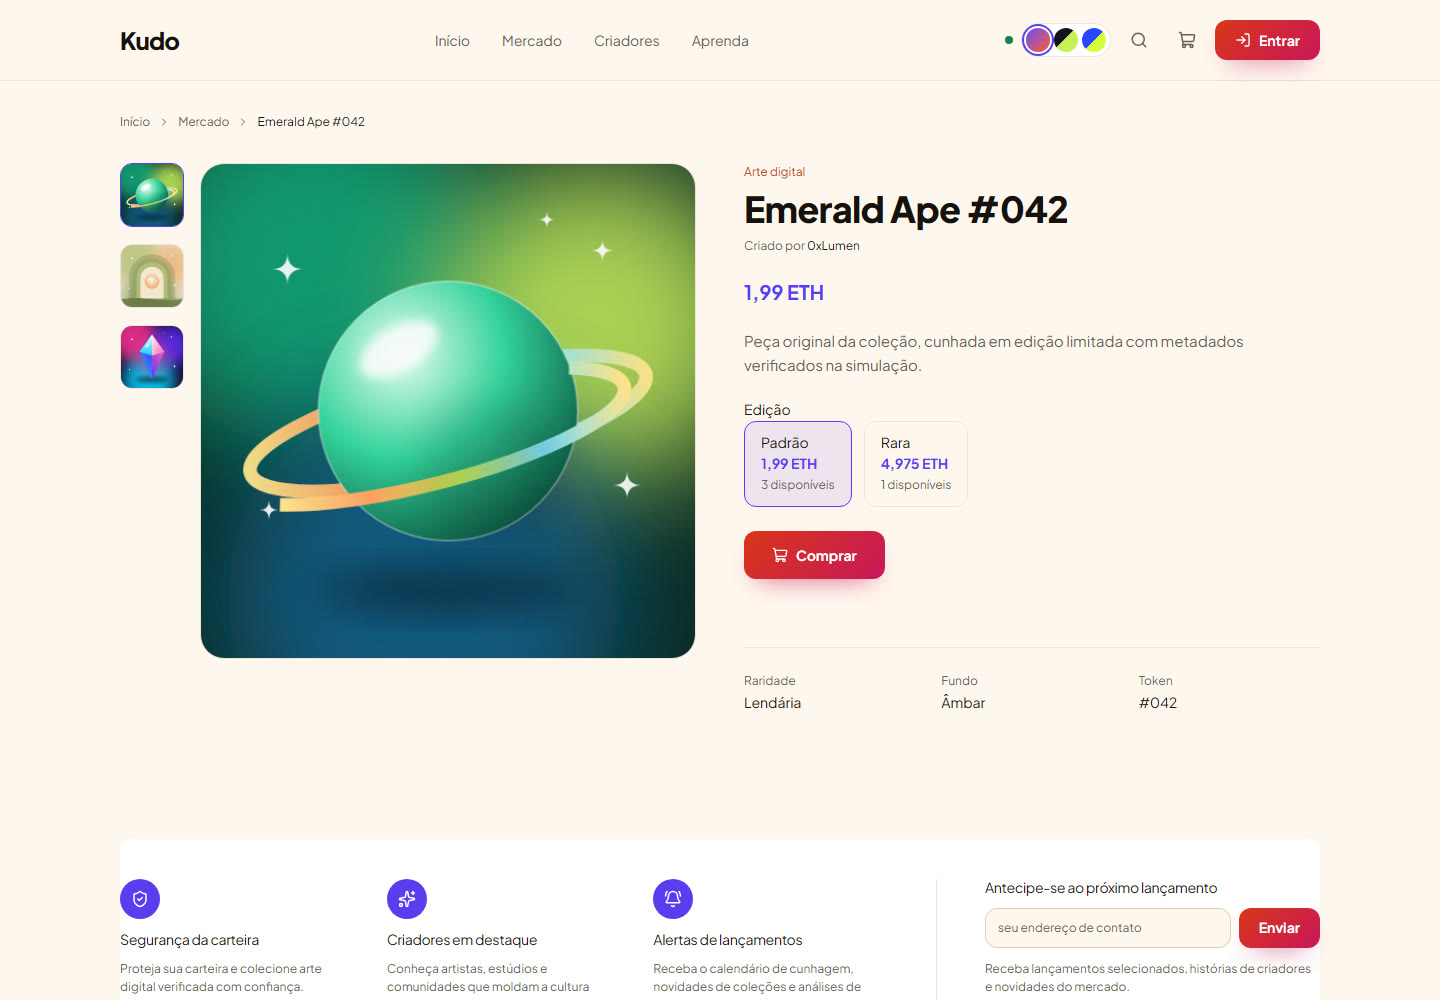 Kudo
Início
Mercado
Criadores
Aprenda
Entrar
Início
Mercado
Emerald Ape #042
Arte digital
Emerald Ape #042
Criado por 0xLumen
1,99 ETH
Peça original da coleção, cunhada em edição limitada com metadados
verificados na simulação.
Edição
Padrão
1,99 ETH
3 disponíveis
Rara
4,975 ETH
1 disponíveis
Comprar
Raridade
Lendária
Fundo
Âmbar
Token
#042
Segurança da carteira
Proteja sua carteira e colecione arte
digital verificada com confiança.
Criadores em destaque
Conheça artistas, estúdios e
comunidades que moldam a cultura
Alertas de lançamentos
Receba o calendário de cunhagem,
novidades de coleções e análises de
Antecipe-se ao próximo lançamento
seu endereço de contato
Enviar
Receba lançamentos selecionados, histórias de criadores
e novidades do mercado.